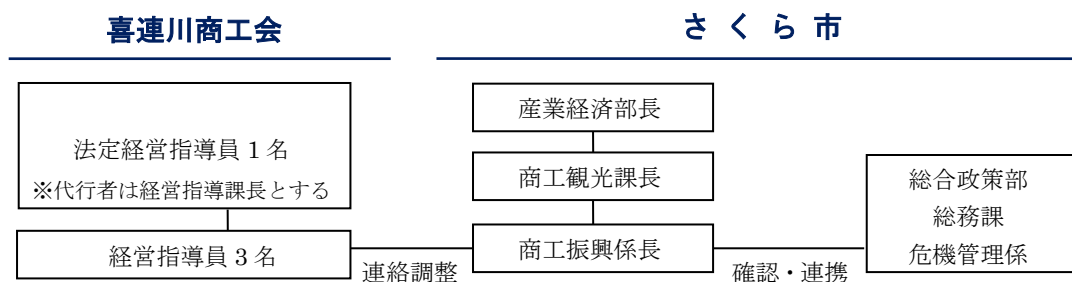 喜連川商工会
さくら市
法定経営指導員1名
※代行者は経営指導課長とする
経営指導員3名
連絡調整
産業経済部長
商工観光課長
商工振興係長
確認・連携
総合政策部
総務課
危機管理係